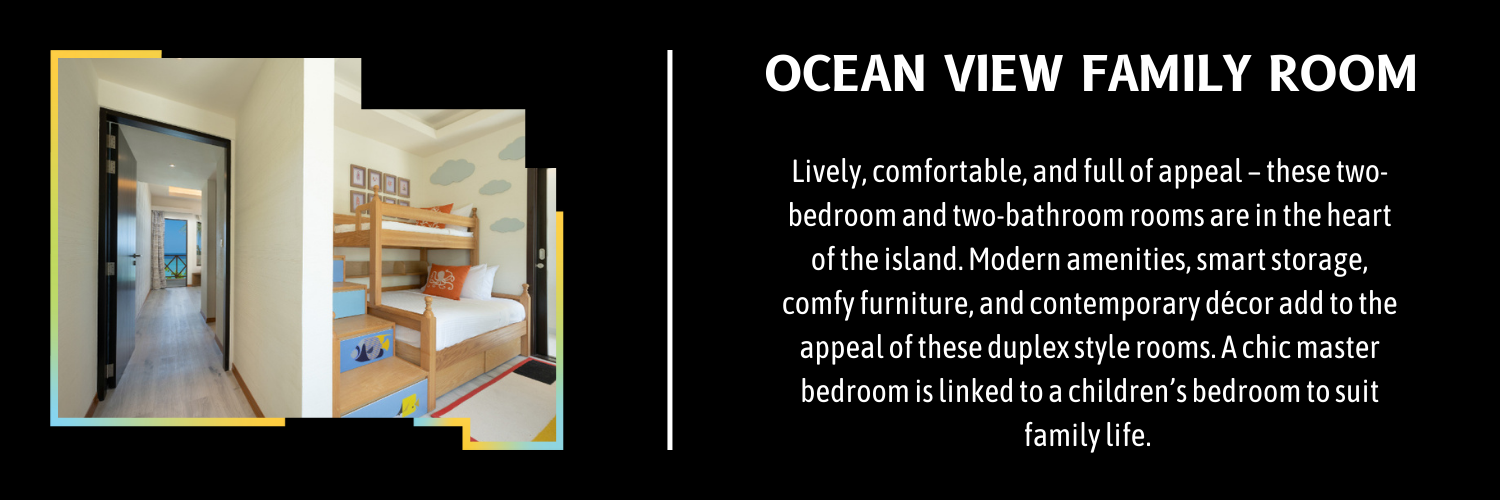 OCEAN VIEW FAMILY ROOM
Lively, comfortable, and full of appeal – these two-
bedroom and two-bathroom rooms are in the heart
of the island. Modern amenities, smart storage,
comfy furniture, and contemporary décor add to the
appeal of these duplex style rooms. A chic master
bedroom is linked to a children’s bedroom to suit
family life.